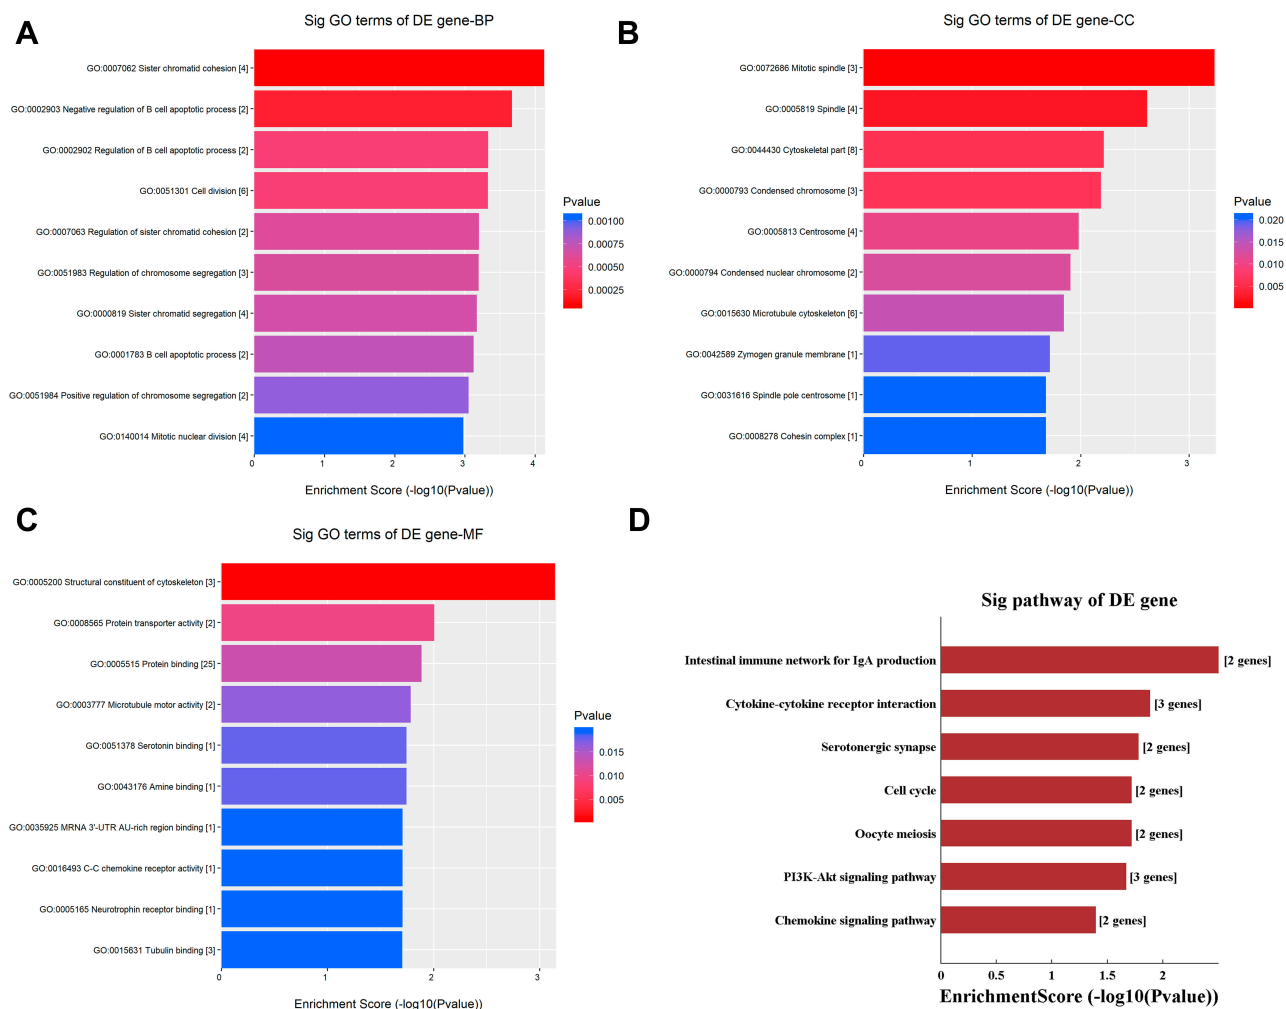 A
Sig GO terms of DE gene-BP
GO:0007062 Sister chromatid cohesion [4]
GO:0002903 Negative regulation of B cell apoptotic process [2]
GO:0002902 Regulation of B cell apoptotic process [2]
GO:0051301 Cell division [6]
GO:0007063 Regulation of sister chromatid cohesion [2]
GO:0051983 Regulation of chromosome segregation [3]
GO:0000819 Sister chromatid segregation [4]
GO:0001783 B cell apoptotic process [2]
GO:0051984 Positive regulation of chromosome segregation [2]
GO:0140014 Mitotic nuclear division [4]
0 1 2 3 4
Enrichment Score (-log10(Pvalue))
Pvalue
0.00100
0.00075
0.00050
0.00025
B
Sig GO terms of DE gene-CC
GO:0072686 Mitotic spindle [3]
GO:0005819 Spindle [4]
GO:0044430 Cytoskeletal part [8]
GO:0000793 Condensed chromosome [3]
GO:0005813 Centrosome [4]
GO:0000794 Condensed nuclear chromosome [2]
GO:0015630 Microtubule cytoskeleton [6]
GO:0042589 Zymogen granule membrane [1]
GO:0031616 Spindle pole centrosome [1]
GO:0008278 Cohesin complex [1]
0 1 2 3
Enrichment Score (-log10(Pvalue))
Pvalue
0.020
0.015
0.010
0.005
C
Sig GO terms of DE gene-MF
GO:0005200 Structural constituent of cytoskeleton [3]
GO:0008565 Protein transporter activity [2]
GO:0005515 Protein binding [25]
GO:0003777 Microtubule motor activity [2]
GO:0051378 Serotonin binding [1]
GO:0043176 Amine binding [1]
GO:0035925 MRNA 3'-UTR AU-rich region binding [1]
GO:0016493 C-C chemokine receptor activity [1]
GO:0005165 Neurotrophin receptor binding [1]
GO:0015631 Tubulin binding [3]
0 1 2 3
Enrichment Score (-log10(Pvalue))
Pvalue
0.015
0.010
0.005
D
Sig pathway of DE gene
Intestinal immune network for IgA production [2 genes]
Cytokine-cytokine receptor interaction [3 genes]
Serotonergic synapse [2 genes]
Cell cycle [2 genes]
Oocyte meiosis [2 genes]
PI3K-Akt signaling pathway [3 genes]
Chemokine signaling pathway [2 genes]
0 0.5 1 1.5 2
EnrichmentScore (-log10(Pvalue))